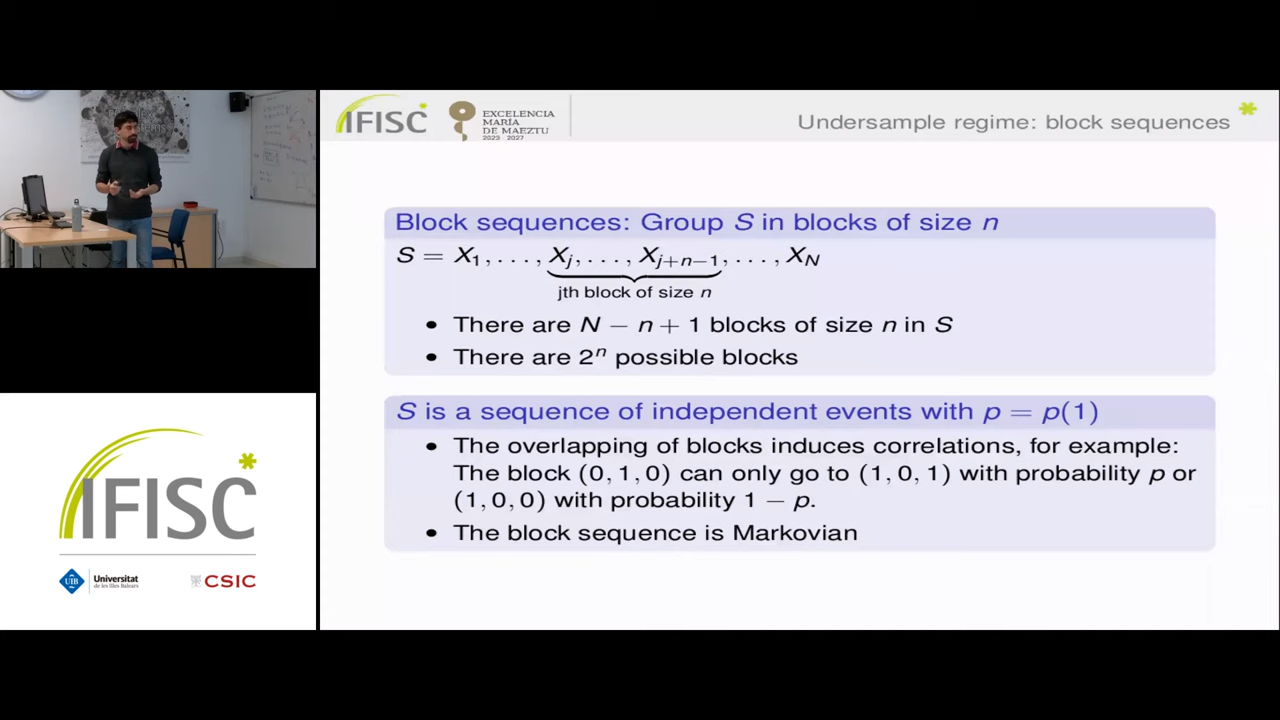 IFISC
EXCELENCIA
MARÍA
DE MAEZTU
2023 - 2027
Undersample regime: block sequences
Block sequences: Group S in blocks of size n
S = X₁, . . . , Xⱼ, . . . , Xⱼ₊ₙ₋₁, . . . , X_N
jth block of size n
• There are N − n + 1 blocks of size n in S
• There are 2ⁿ possible blocks
S is a sequence of independent events with p = p(1)
• The overlapping of blocks induces correlations, for example:
The block (0, 1, 0) can only go to (1, 0, 1) with probability p or
(1, 0, 0) with probability 1 − p.
• The block sequence is Markovian
IFISC
UIB
Universitat
de les Illes Balears
CSIC